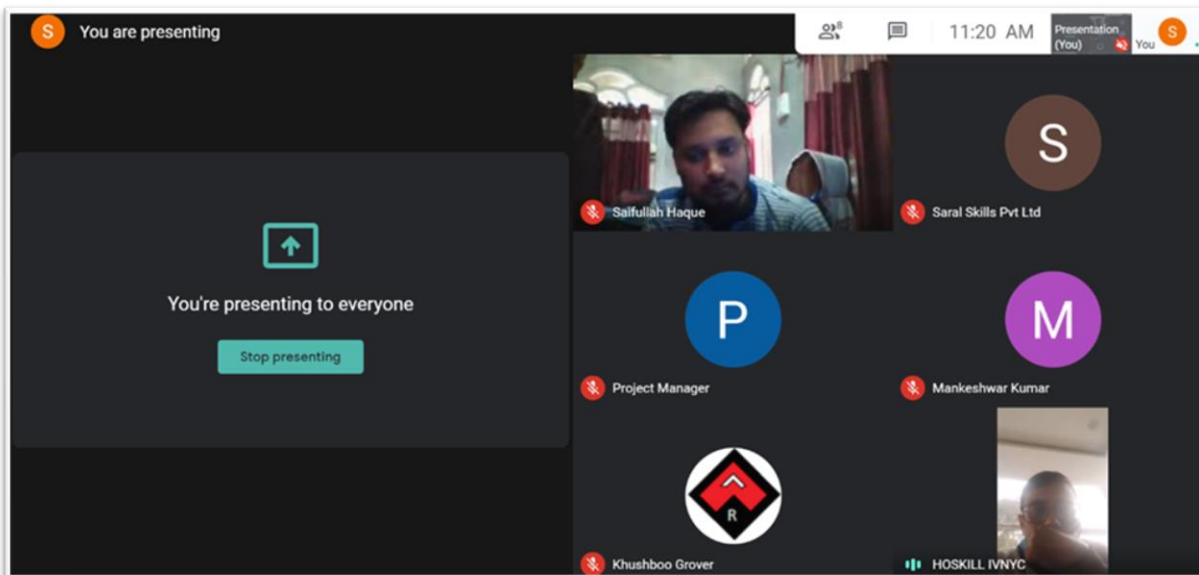 S
You are presenting
8
11:20 AM
Presentation
(You)
You
S
You're presenting to everyone
Stop presenting
Saifullah Haque
S
Saral Skills Pvt Ltd
P
Project Manager
M
Mankeshwar Kumar
R
Khushboo Grover
HOSKILL IVNYC